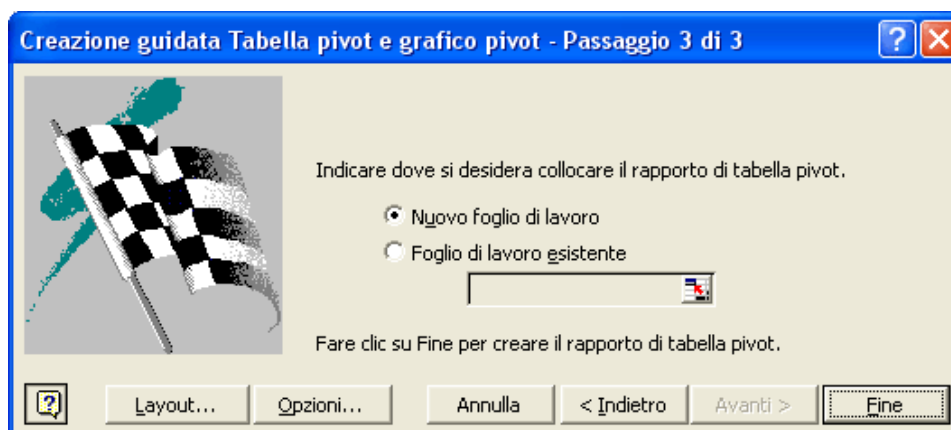 Creazione guidata Tabella pivot e grafico pivot - Passaggio 3 di 3
Indicare dove si desidera collocare il rapporto di tabella pivot.
Nuovo foglio di lavoro
Foglio di lavoro esistente
Fare clic su Fine per creare il rapporto di tabella pivot.
Layout... Opzioni... Annulla < Indietro Avanti > Fine